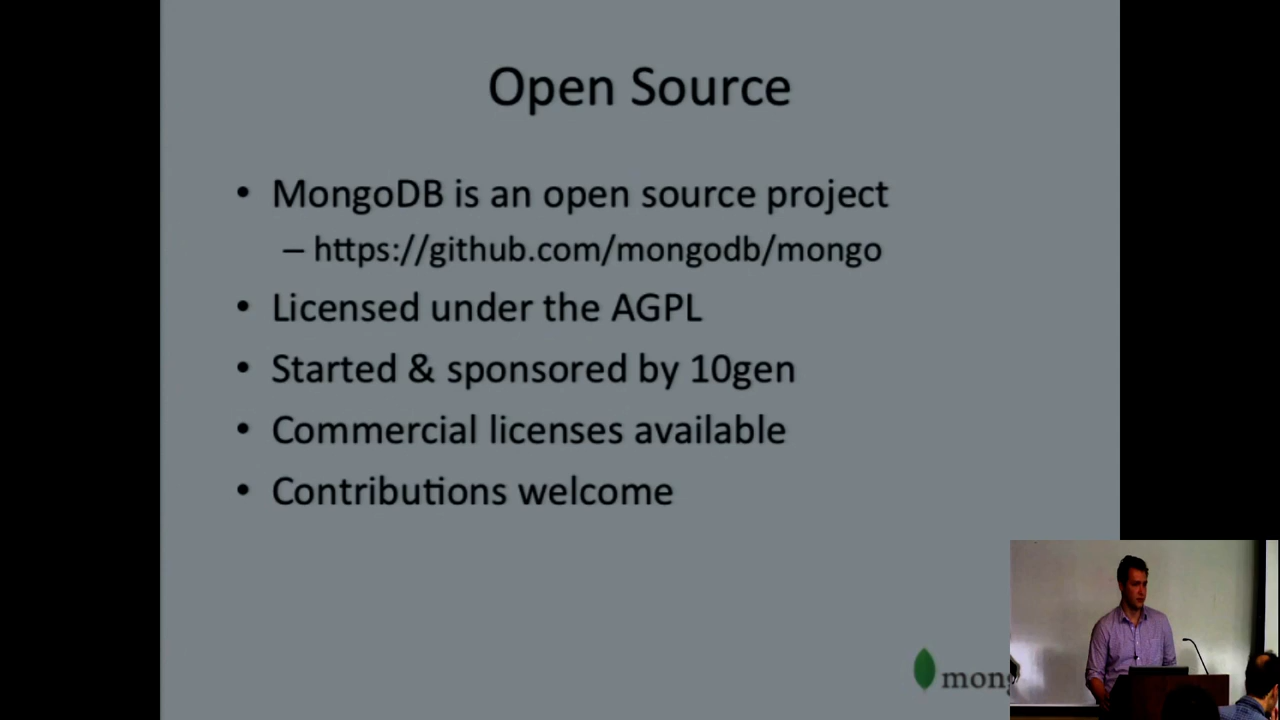 Open Source
• MongoDB is an open source project
– https://github.com/mongodb/mongo
• Licensed under the AGPL
• Started & sponsored by 10gen
• Commercial licenses available
• Contributions welcome
mong